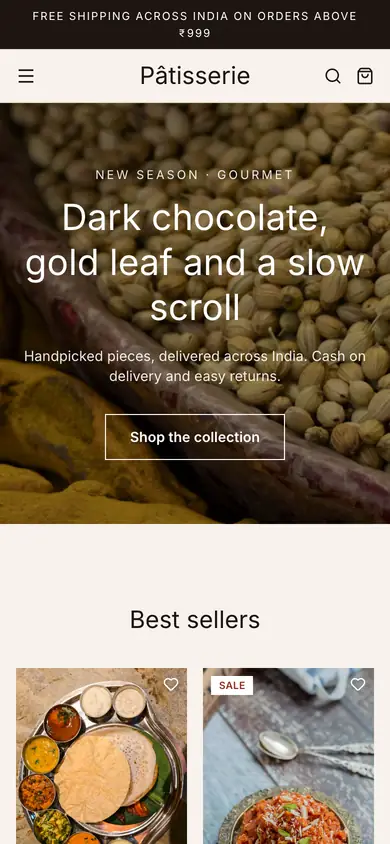 FREE SHIPPING ACROSS INDIA ON ORDERS ABOVE
₹999
Pâtisserie
NEW SEASON · GOURMET
Dark chocolate,
gold leaf and a slow
scroll
Handpicked pieces, delivered across India. Cash on
delivery and easy returns.
Shop the collection
Best sellers
SALE